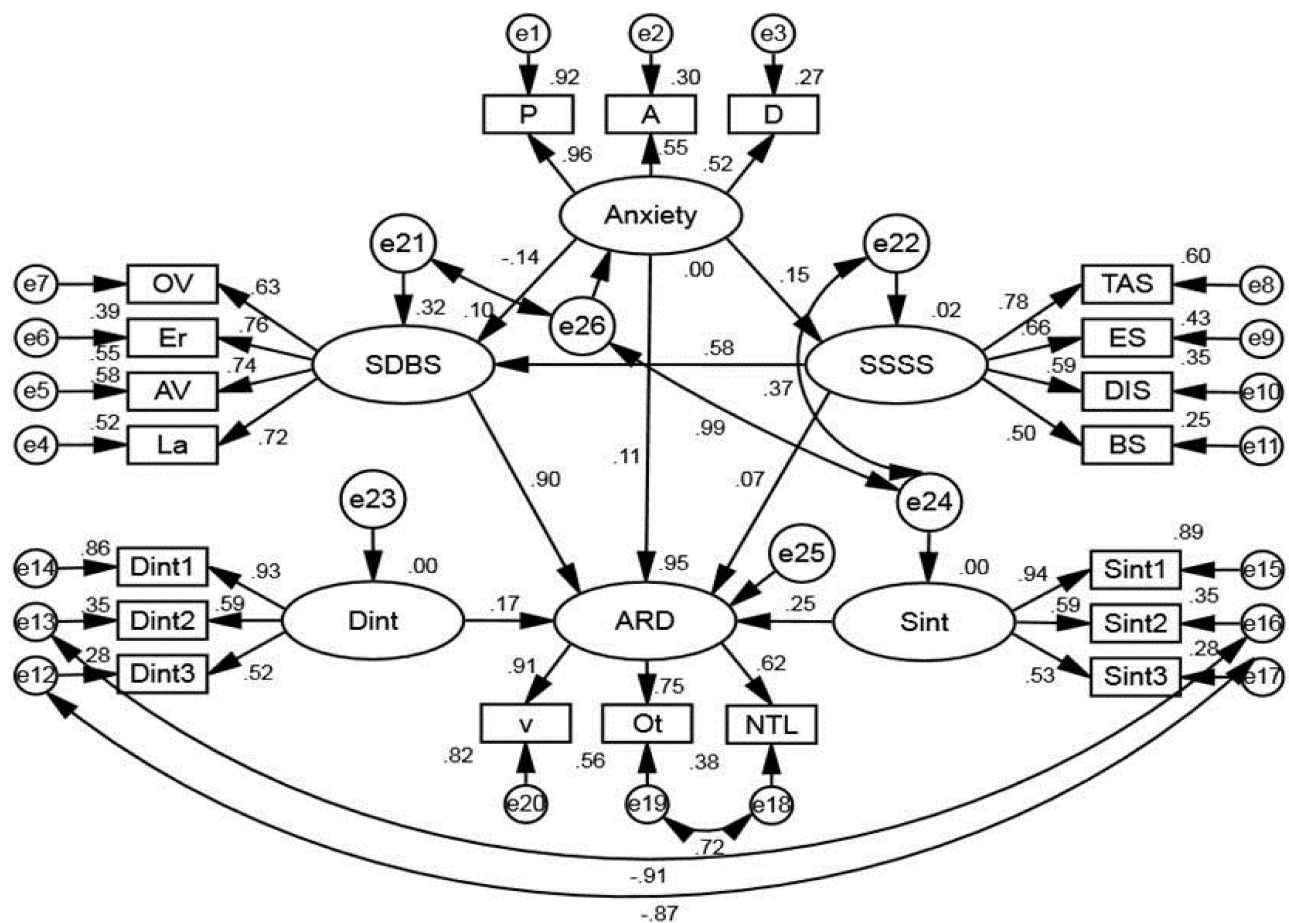 e1 e2 e3
.92 .30 .27
P A D
.96 .55 .52
Anxiety
e21 e22
-.14 .00 .15
e7 OV .63 TAS .60 e8
.32 .10 e26 .02 .78
.39 e6 Er .76 .66 ES .43 e9
SDBS .58 SSSS
.55 .74 .59 .35
.58 e5 AV .37 DIS e10
.99 .25
e4 .52 La .72 .50 BS e11
.90 .11 .07
e23 e24
e25
.86 .89
e14 Dint1 .93 .00 .95 .00 .94 Sint1 e15
.35 .59 .17 .25 .59 .35
e13 Dint2 Dint ARD Sint Sint2 e16
.28 .28
e12 Dint3 .52 .91 .75 .62 .53 Sint3 e17
v Ot NTL
.82 .56 .38
e20 e19 e18
.72
-.91
-.87